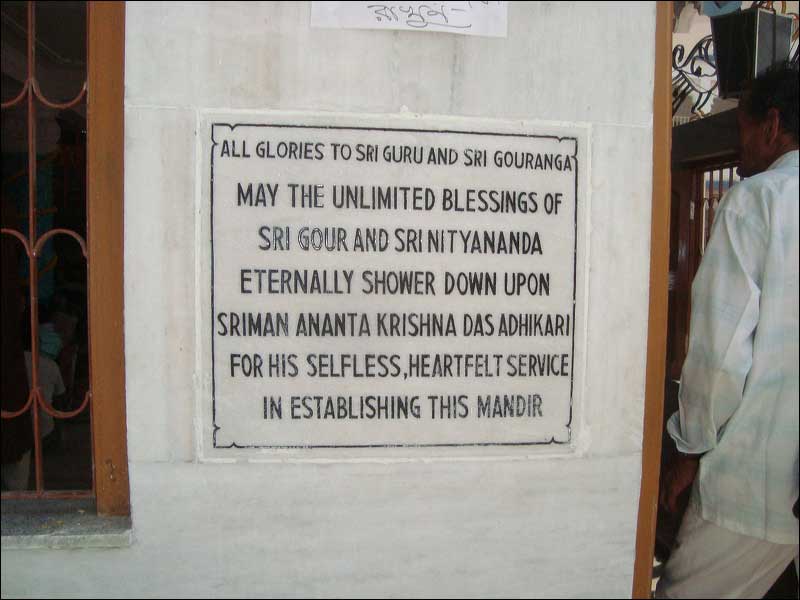 ALL GLORIES TO SRI GURU AND SRI GOURANGA
MAY THE UNLIMITED BLESSINGS OF
SRI GOUR AND SRI NITYANANDA
ETERNALLY SHOWER DOWN UPON
SRIMAN ANANTA KRISHNA DAS ADHIKARI
FOR HIS SELFLESS, HEARTFELT SERVICE
IN ESTABLISHING THIS MANDIR